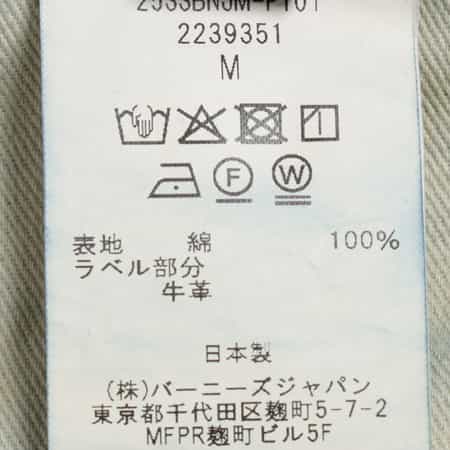 2239351
M
F W
表地 綿 100%
ラベル部分
牛革
日本製
(株)バーニーズジャパン
東京都千代田区麹町5-7-2
MFPR麹町ビル5F